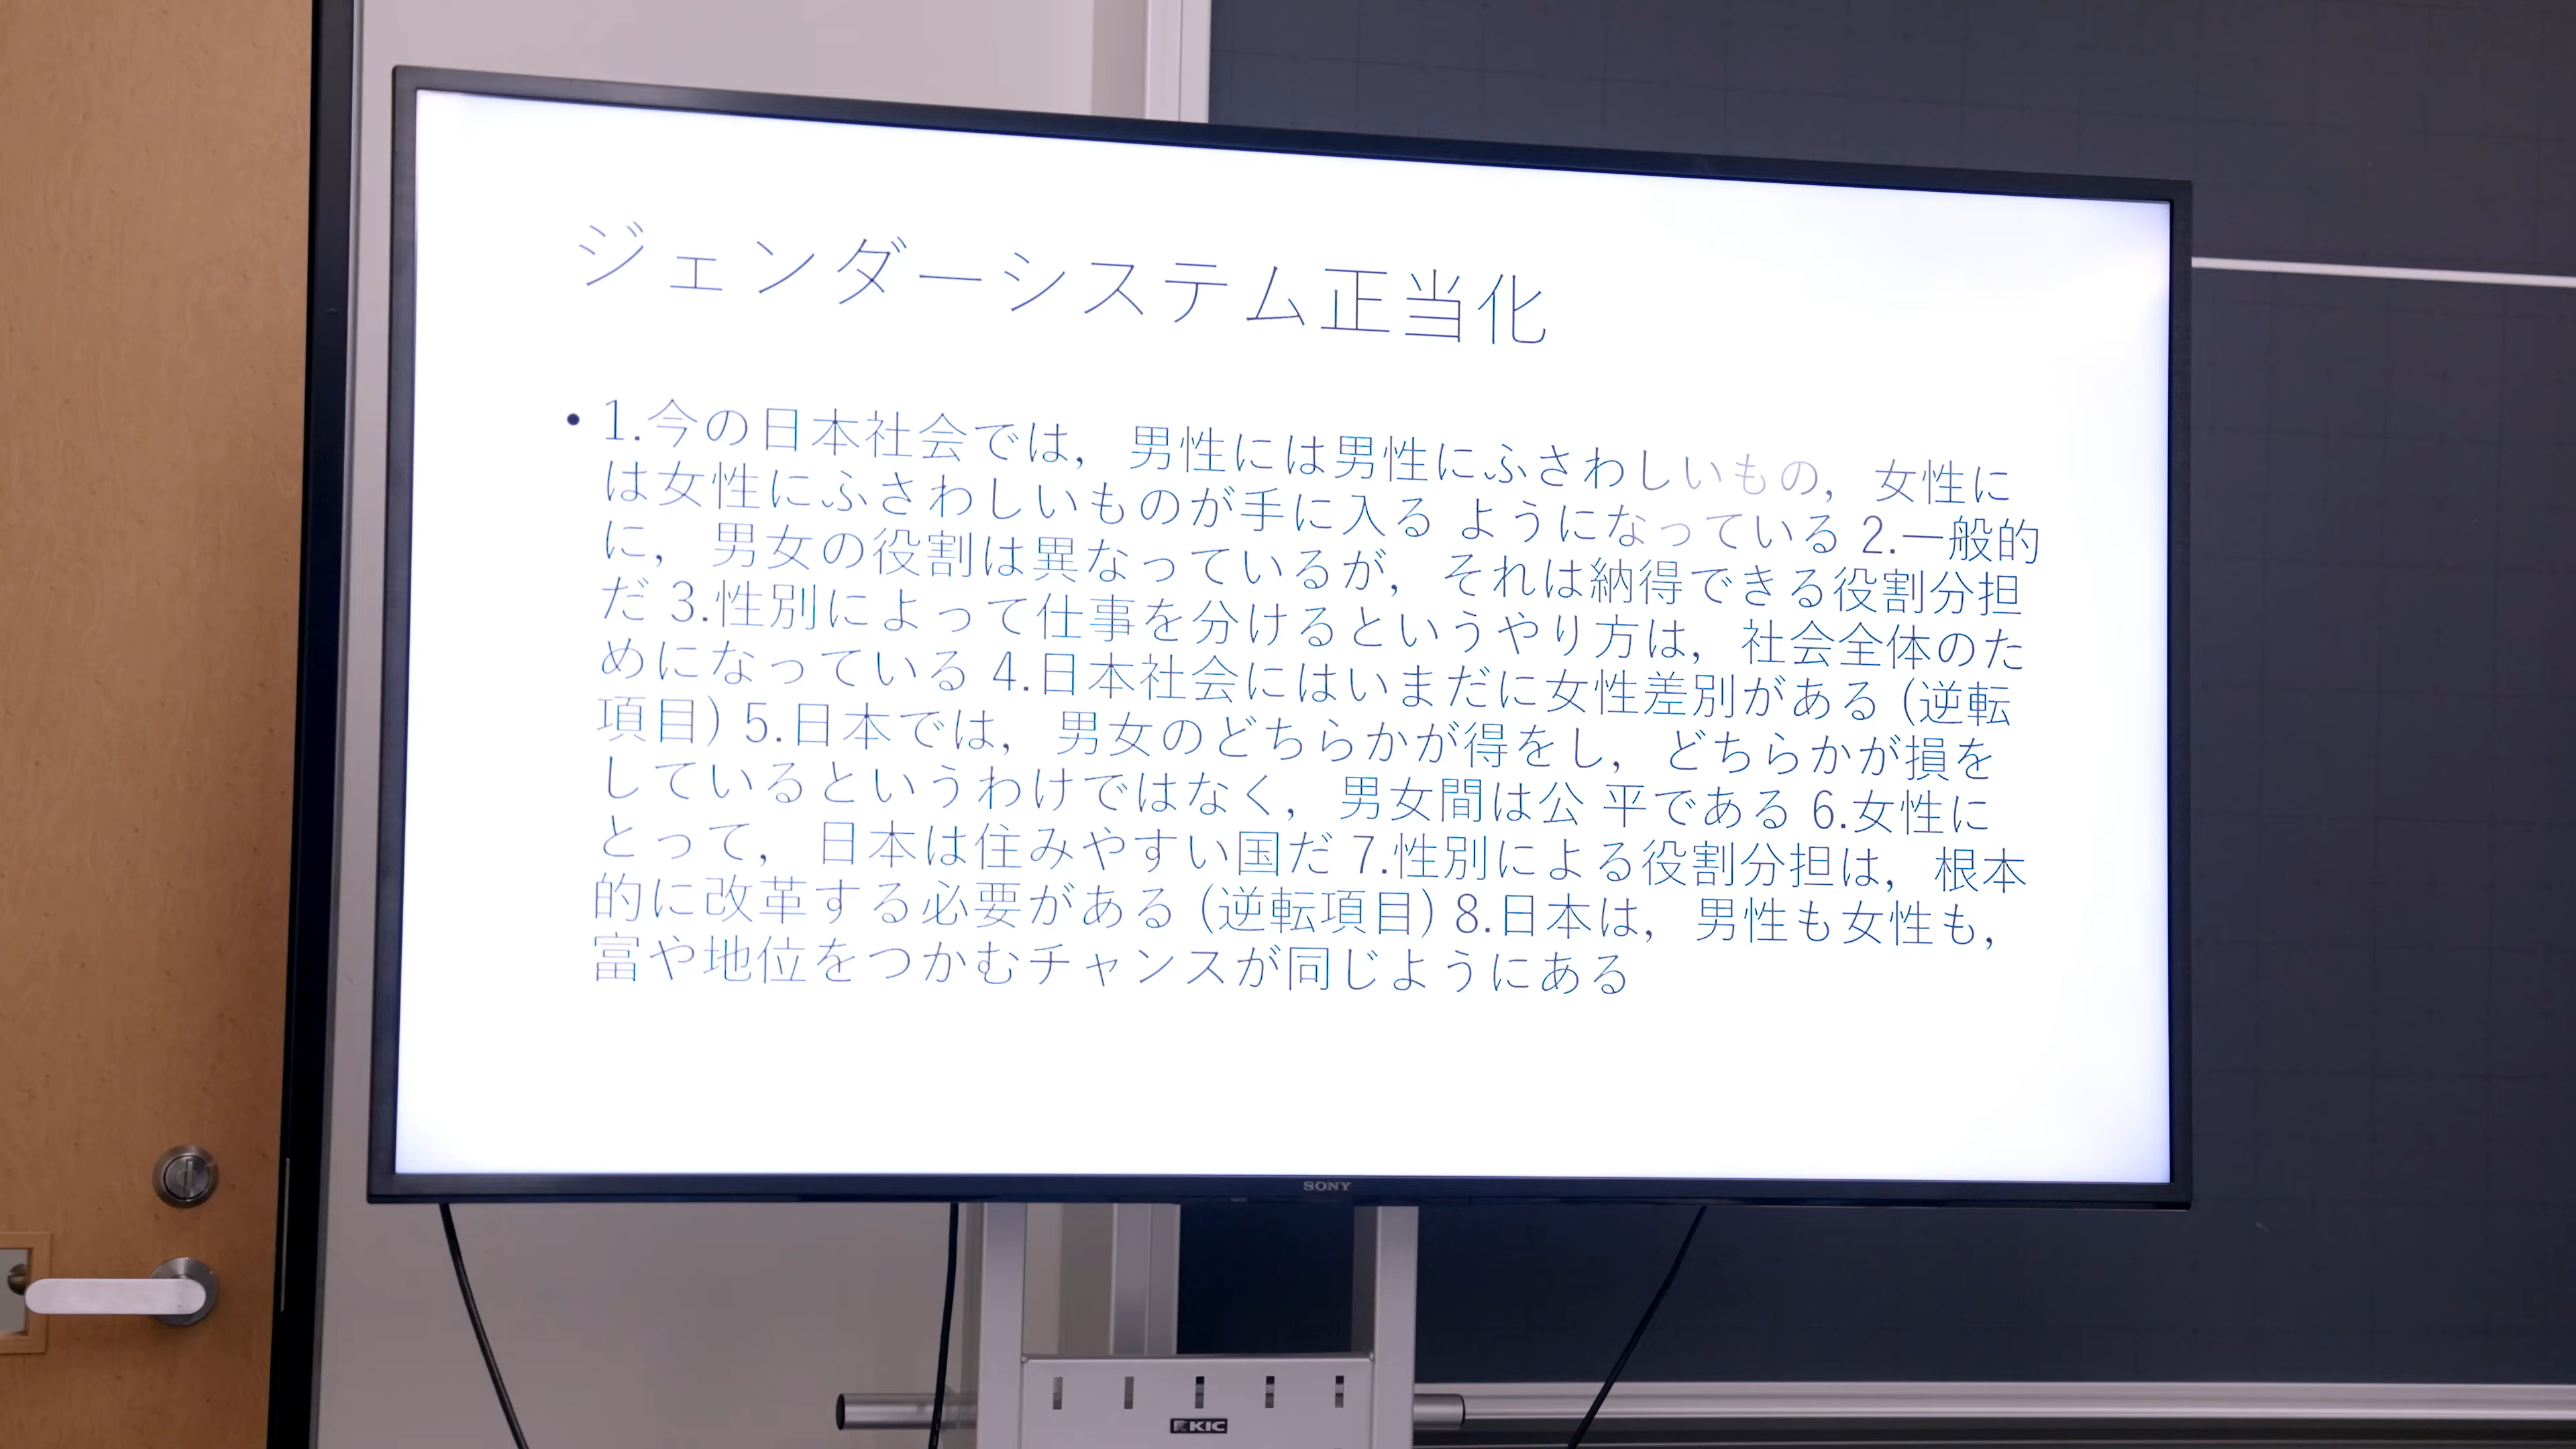 ジェンダーシステム正当化
• 1.今の日本社会では，男性には男性にふさわしいもの，女性に
は女性にふさわしいものが手に入る ようになっている 2.一般的
に，男女の役割は異なっているが，それは納得できる役割分担
だ 3.性別によって仕事を分けるというやり方は，社会全体のた
めになっている 4.日本社会にはいまだに女性差別がある (逆転
項目) 5.日本では，男女のどちらかが得をし，どちらかが損を
しているというわけではなく，男女間は公 平である 6.女性に
とって，日本は住みやすい国だ 7.性別による役割分担は，根本
的に改革する必要がある (逆転項目) 8.日本は，男性も女性も，
富や地位をつかむチャンスが同じようにある
SONY
KIC